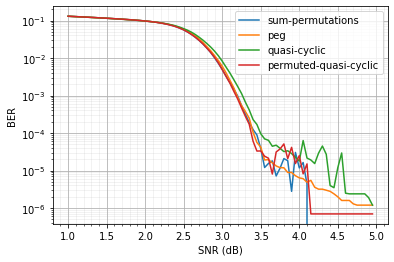 10⁻¹
10⁻²
10⁻³
10⁻⁴
10⁻⁵
10⁻⁶
BER
sum-permutations
peg
quasi-cyclic
permuted-quasi-cyclic
1.0 1.5 2.0 2.5 3.0 3.5 4.0 4.5 5.0
SNR (dB)